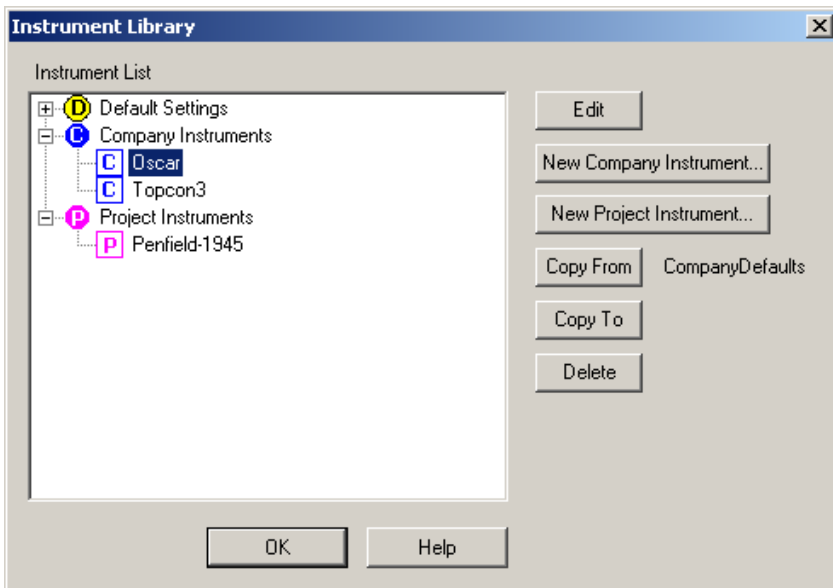 Instrument Library
Instrument List
D Default Settings
C Company Instruments
C Oscar
C Topcon3
P Project Instruments
P Penfield-1945
Edit
New Company Instrument...
New Project Instrument...
Copy From CompanyDefaults
Copy To
Delete
OK Help